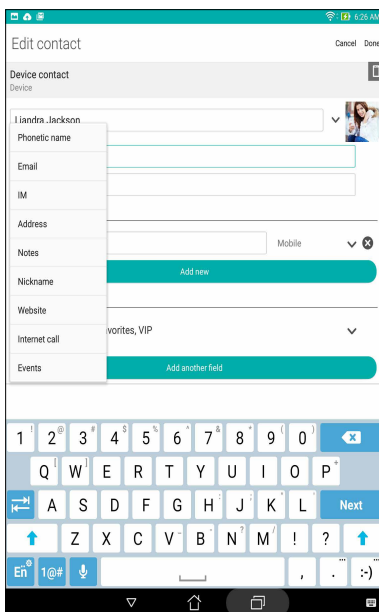 6:26 AM
Edit contact
Cancel Done
Device contact
Device
Liandra Jackson
Phonetic name
Email
IM
Address
Notes
Mobile
Nickname
Add new
Website
vorites, VIP
Internet call
Events
Add another field
1 ! 2 @ 3 # 4 $ 5 % 6 ^ 7 & 8 * 9 ( 0 )
Q [ W ] E R T Y U I O P +
A S D F G H : J ; K " L ' Next
Z X C V - B N ? M / ! ?
En 1@# , . ... :-) ...